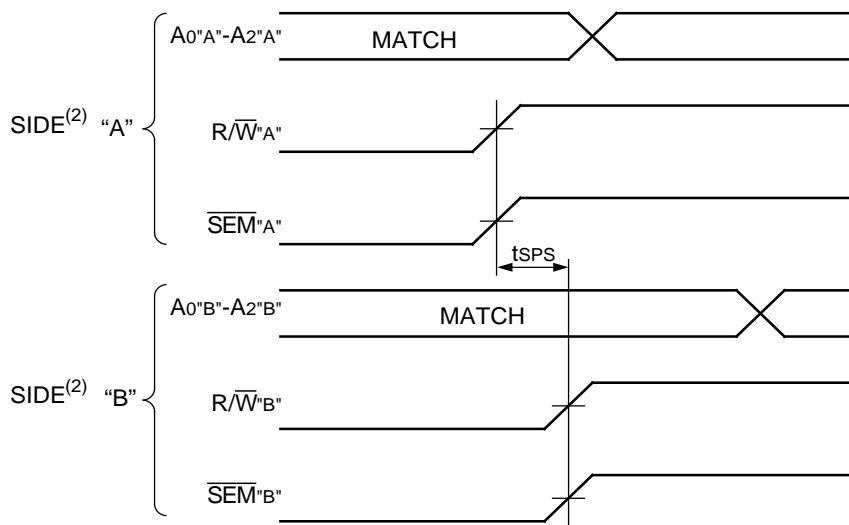 A0"A"-A2"A"
MATCH
SIDE(2) “A”
R/W"A"
SEM"A"
tSPS
A0"B"-A2"B"
MATCH
SIDE(2) “B”
R/W"B"
SEM"B"